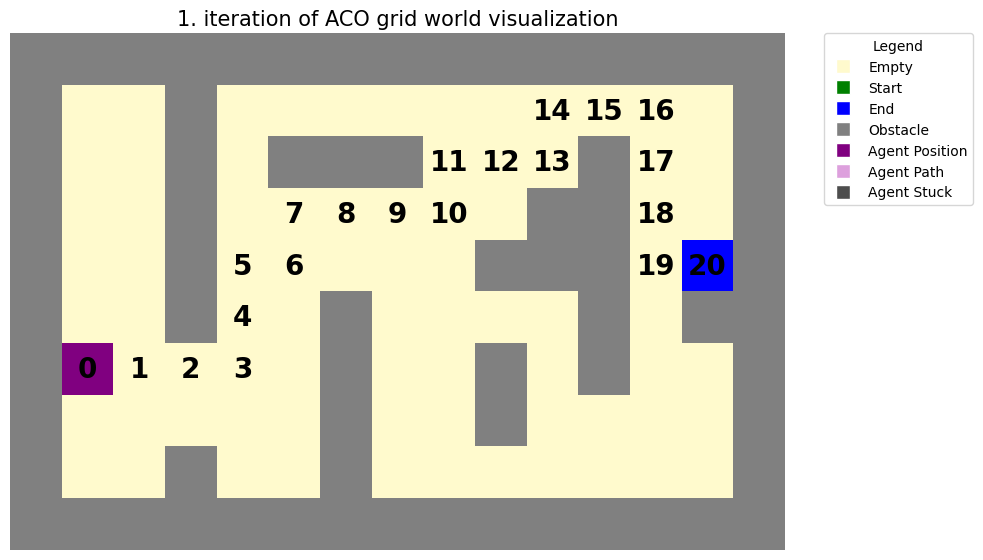 1. iteration of ACO grid world visualization
Legend
Empty
Start
End
Obstacle
Agent Position
Agent Path
Agent Stuck
14 15 16
11 12 13 17
7 8 9 10 18
5 6 19 20
4
0 1 2 3